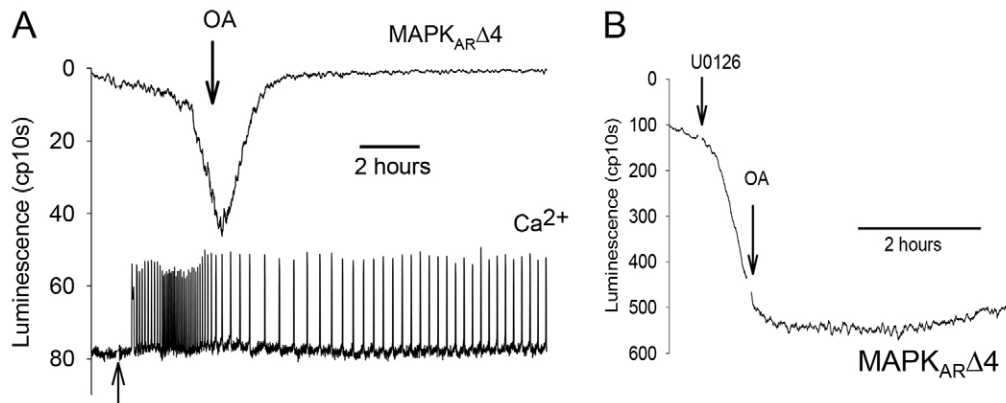 A
OA
MAPKARΔ4
Luminescence (cp10s)
0
20
40
60
80
2 hours
Ca2+
B
U0126
Luminescence (cp10s)
0
100
200
300
400
500
600
OA
2 hours
MAPKARΔ4